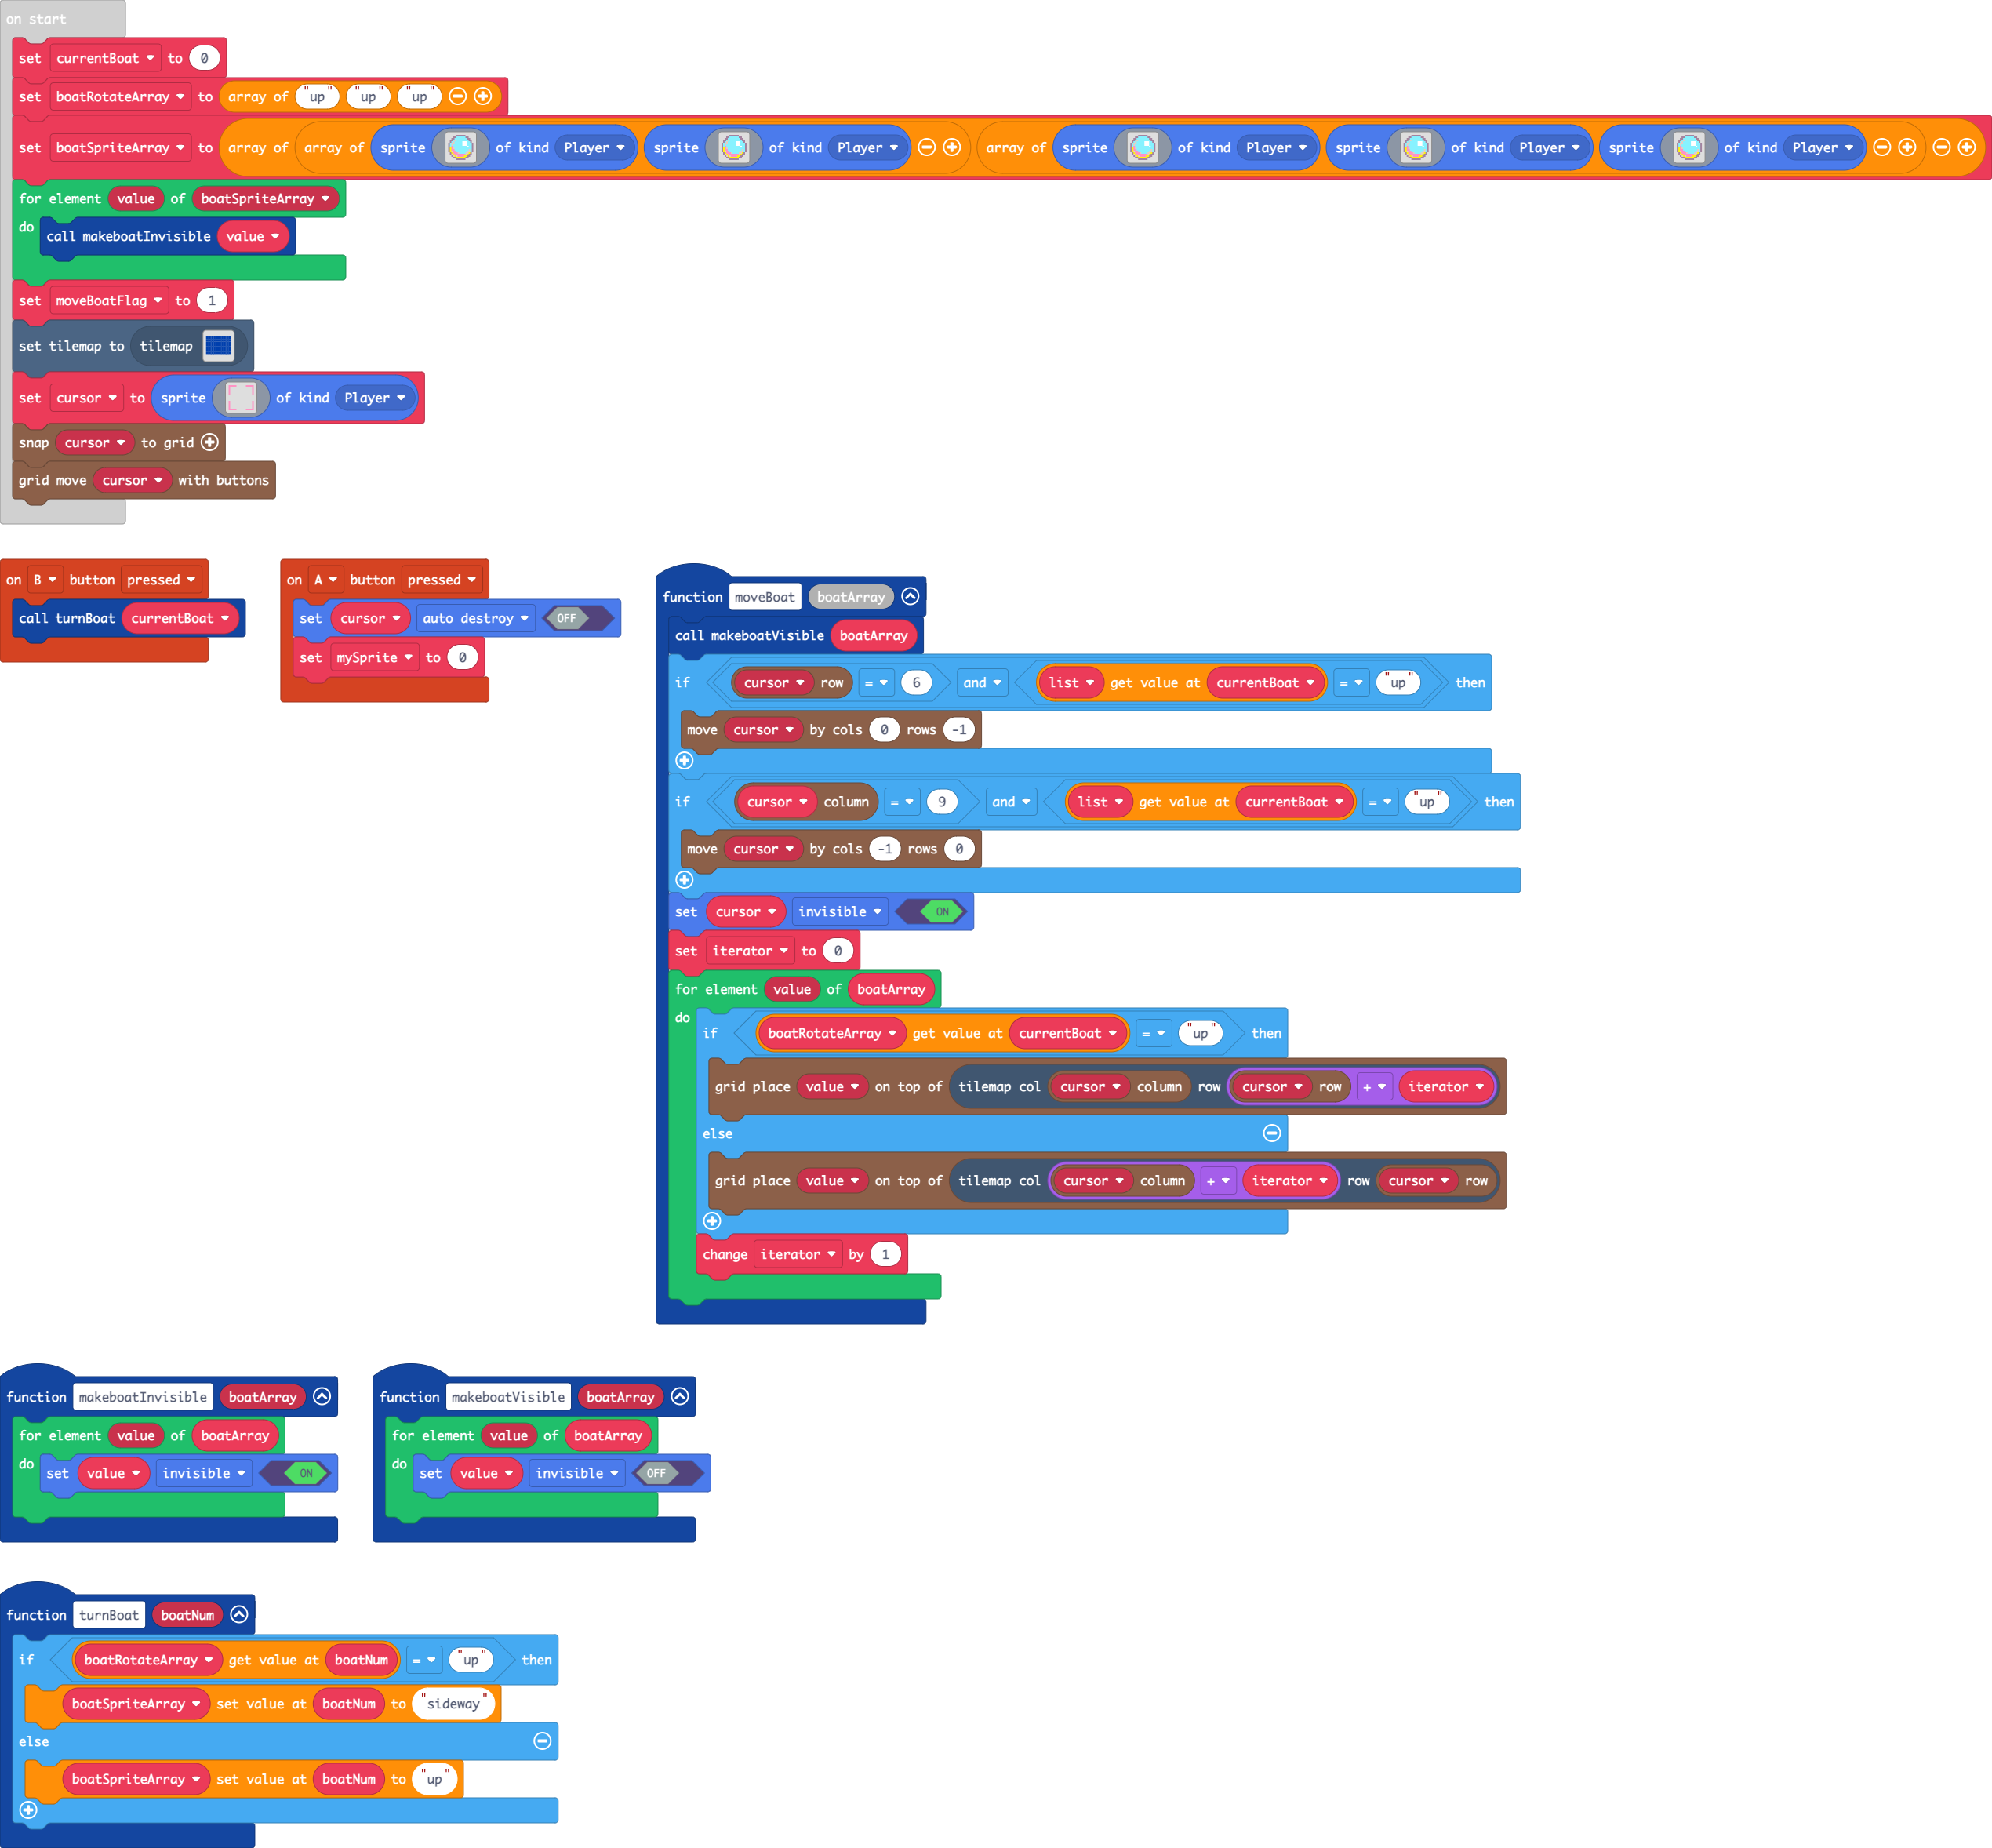 on start
set currentBoat to 0
set boatRotateArray to array of "up" "up" "up"
set boatSpriteArray to array of array of sprite of kind Player sprite of kind Player array of sprite of kind Player sprite of kind Player sprite of kind Player
for element value of boatSpriteArray
do call makeboatInvisible value
set moveBoatFlag to 1
set tilemap to tilemap
set cursor to sprite of kind Player
snap cursor to grid
grid move cursor with buttons
on B button pressed
call turnBoat currentBoat
on A button pressed
set cursor auto destroy OFF
set mySprite to 0
function moveBoat boatArray
call makeboatVisible boatArray
if cursor row = 6 and list get value at currentBoat = "up" then
move cursor by cols 0 rows -1
if cursor column = 9 and list get value at currentBoat = "up" then
move cursor by cols -1 rows 0
set cursor invisible ON
set iterator to 0
for element value of boatArray
do if boatRotateArray get value at currentBoat = "up" then
grid place value on top of tilemap col cursor column row cursor row + iterator
else
grid place value on top of tilemap col cursor column + iterator row cursor row
change iterator by 1
function makeboatInvisible boatArray
for element value of boatArray
do set value invisible ON
function makeboatVisible boatArray
for element value of boatArray
do set value invisible OFF
function turnBoat boatNum
if boatRotateArray get value at boatNum = "up" then
boatSpriteArray set value at boatNum to "sideway"
else
boatSpriteArray set value at boatNum to "up"